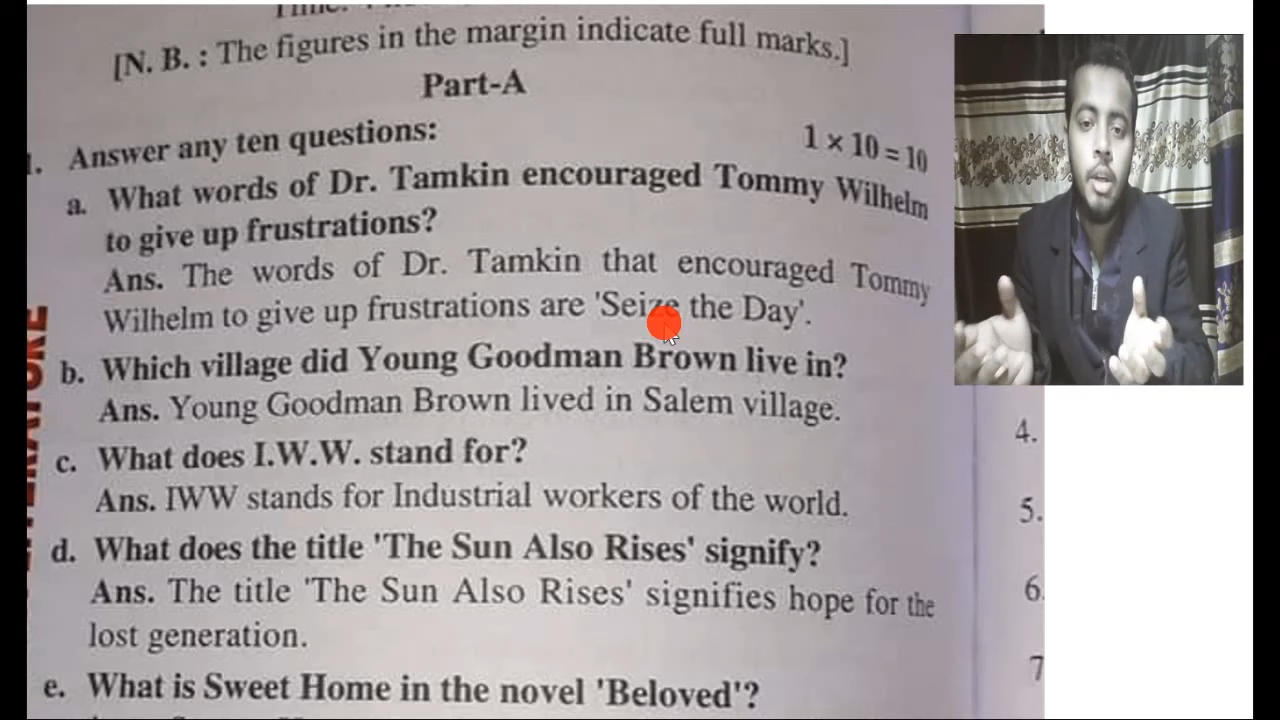 [N. B. : The figures in the margin indicate full marks.]
Part-A
1. Answer any ten questions: 1 × 10 = 10
a. What words of Dr. Tamkin encouraged Tommy Wilhelm
to give up frustrations?
Ans. The words of Dr. Tamkin that encouraged Tommy
Wilhelm to give up frustrations are 'Seize the Day'.
b. Which village did Young Goodman Brown live in?
Ans. Young Goodman Brown lived in Salem village.
c. What does I.W.W. stand for?
Ans. IWW stands for Industrial workers of the world.
d. What does the title 'The Sun Also Rises' signify?
Ans. The title 'The Sun Also Rises' signifies hope for the
lost generation.
e. What is Sweet Home in the novel 'Beloved'?
4.
5.
6.
7